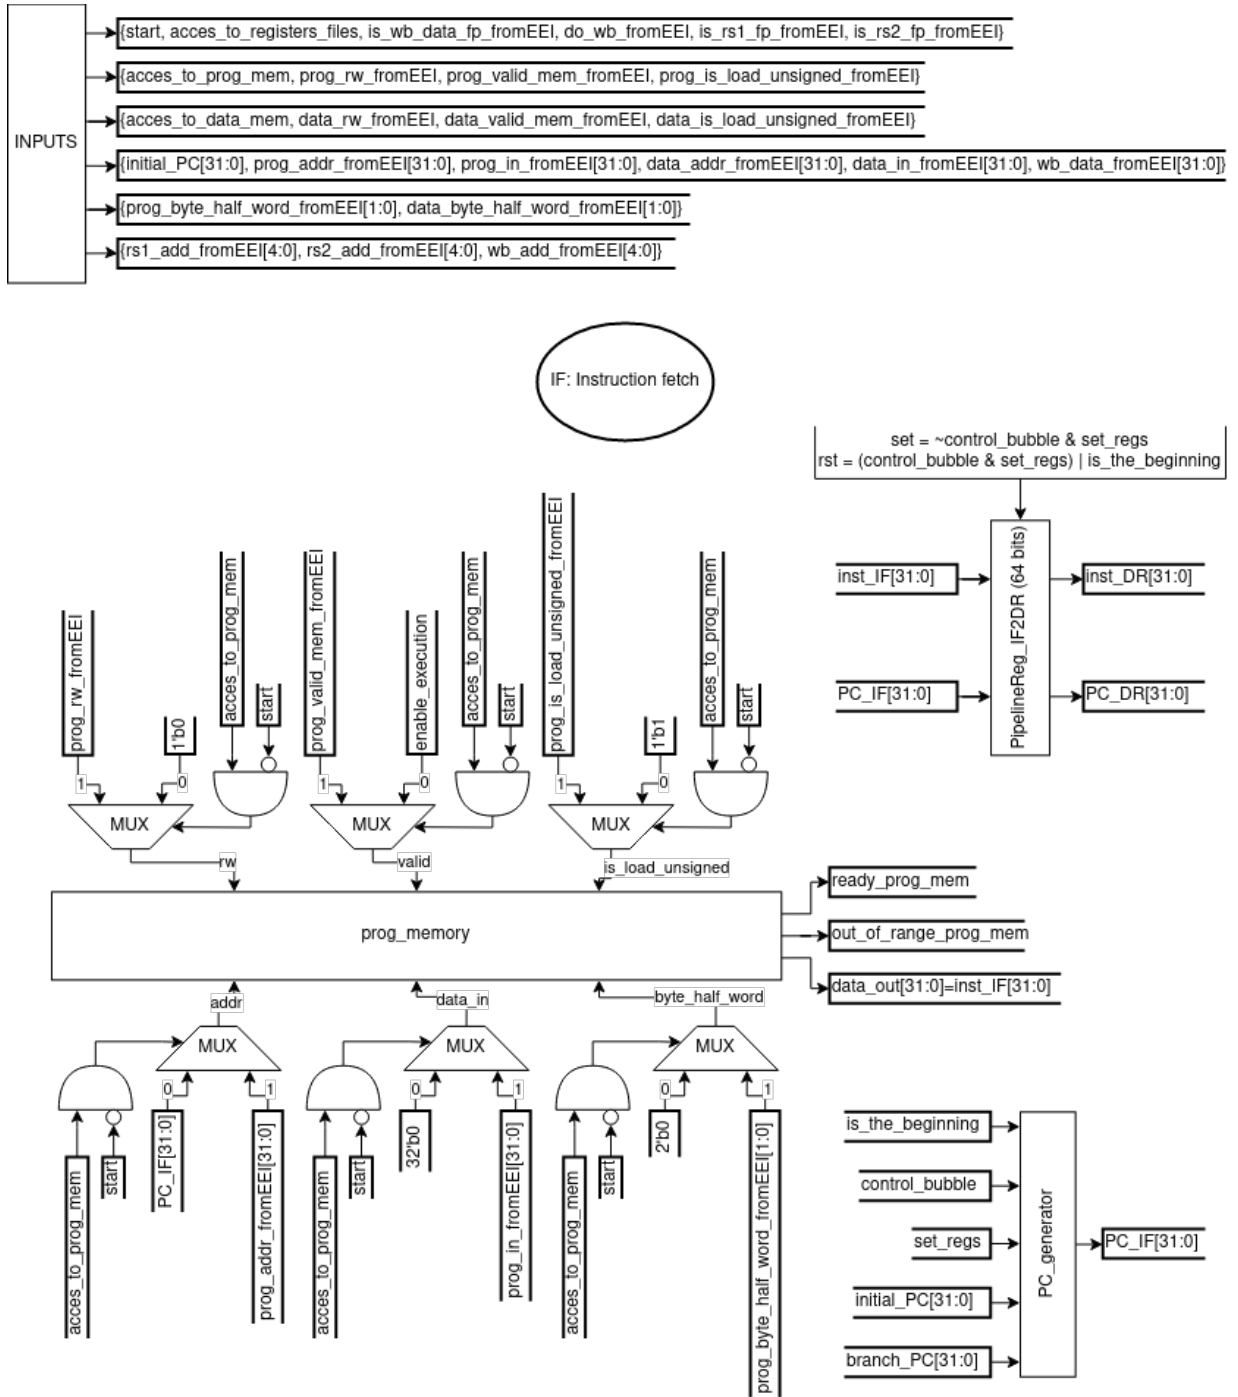 INPUTS
{start, acces_to_registers_files, is_wb_data_fp_fromEEI, do_wb_fromEEI, is_rs1_fp_fromEEI, is_rs2_fp_fromEEI}
{acces_to_prog_mem, prog_rw_fromEEI, prog_valid_mem_fromEEI, prog_is_load_unsigned_fromEEI}
{acces_to_data_mem, data_rw_fromEEI, data_valid_mem_fromEEI, data_is_load_unsigned_fromEEI}
{initial_PC[31:0], prog_addr_fromEEI[31:0], prog_in_fromEEI[31:0], data_addr_fromEEI[31:0], data_in_fromEEI[31:0], wb_data_fromEEI[31:0]}
{prog_byte_half_word_fromEEI[1:0], data_byte_half_word_fromEEI[1:0]}
{rs1_add_fromEEI[4:0], rs2_add_fromEEI[4:0], wb_add_fromEEI[4:0]}
IF: Instruction fetch
set = ~control_bubble & set_regs
rst = (control_bubble & set_regs) | is_the_beginning
inst_IF[31:0]
PC_IF[31:0]
PipelineReg_IF2DR (64 bits)
inst_DR[31:0]
PC_DR[31:0]
prog_rw_fromEEI
1'b0
acces_to_prog_mem
start
1
0
MUX
rw
prog_valid_mem_fromEEI
enable_execution
acces_to_prog_mem
start
1
0
MUX
valid
prog_is_load_unsigned_fromEEI
1'b1
acces_to_prog_mem
start
1
0
MUX
is_load_unsigned
prog_memory
ready_prog_mem
out_of_range_prog_mem
data_out[31:0]=inst_IF[31:0]
addr
MUX
0
1
acces_to_prog_mem
start
PC_IF[31:0]
prog_addr_fromEEI[31:0]
data_in
MUX
0
1
acces_to_prog_mem
start
32'b0
prog_in_fromEEI[31:0]
byte_half_word
MUX
0
1
acces_to_prog_mem
start
2'b0
prog_byte_half_word_fromEEI[1:0]
is_the_beginning
control_bubble
set_regs
initial_PC[31:0]
branch_PC[31:0]
PC_generator
PC_IF[31:0]